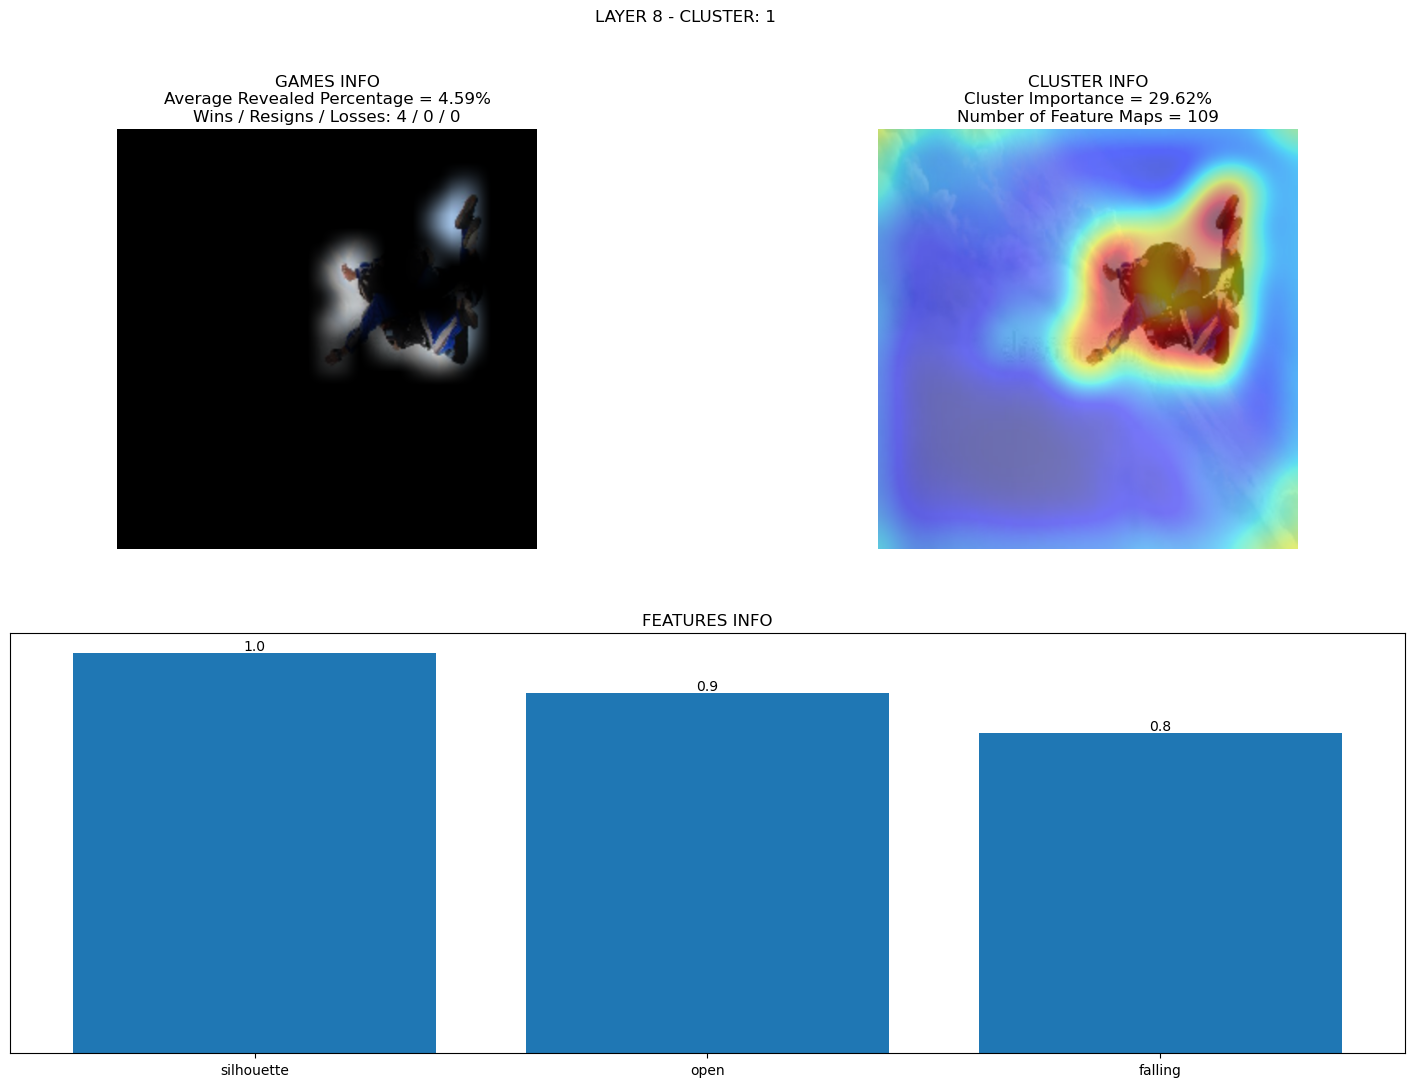 LAYER 8 - CLUSTER: 1
GAMES INFO
Average Revealed Percentage = 4.59%
Wins / Resigns / Losses: 4 / 0 / 0
CLUSTER INFO
Cluster Importance = 29.62%
Number of Feature Maps = 109
FEATURES INFO
1.0
0.9
0.8
silhouette
open
falling